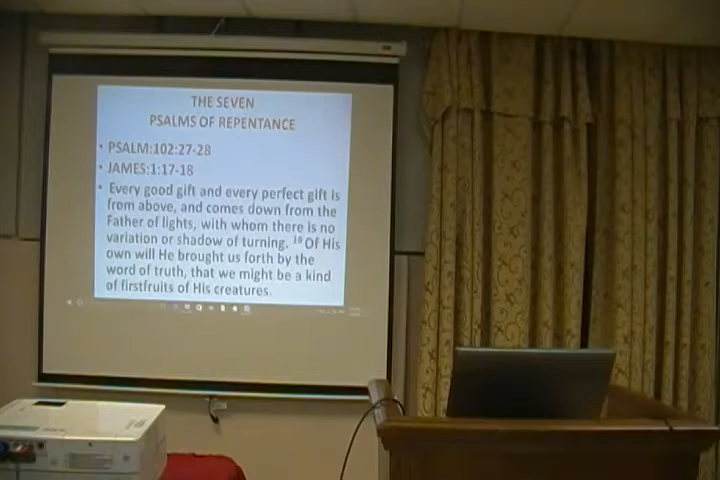 THE SEVEN
PSALMS OF REPENTANCE
• PSALM:102:27-28
• JAMES:1:17-18
• Every good gift and every perfect gift is
from above, and comes down from the
Father of lights, with whom there is no
variation or shadow of turning. 18 Of His
own will He brought us forth by the
word of truth, that we might be a kind
of firstfruits of His creatures.